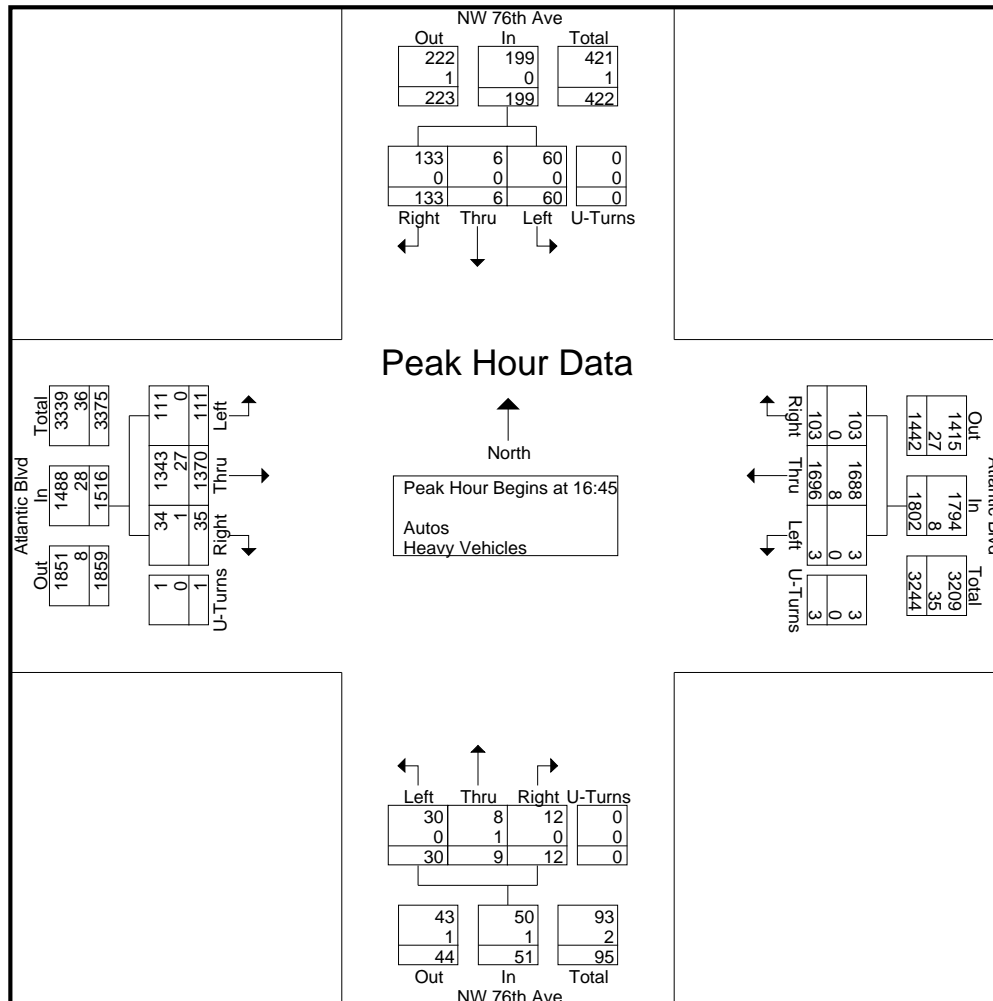 NW 76th Ave
Out In Total
222 199 421
1 0 1
223 199 422
133 6 60 0
0 0 0 0
133 6 60 0
Right Thru Left U-Turns
Peak Hour Data
North
Peak Hour Begins at 16:45
Autos
Heavy Vehicles
Atlantic Blvd
Out In Total
1851 1488 3339
8 28 36
1859 1516 3375
U-Turns Right Thru Left
1 34 1343 111
0 1 27 0
1 35 1370 111
Atlantic Blvd
Out In Total
1415 1794 3209
27 8 35
1442 1802 3244
103 1688 3 3
0 8 0 0
103 1696 3 3
Right Thru Left U-Turns
Left Thru Right U-Turns
30 8 12 0
0 1 0 0
30 9 12 0
43 50 93
1 1 2
44 51 95
Out In Total
NW 76th Ave